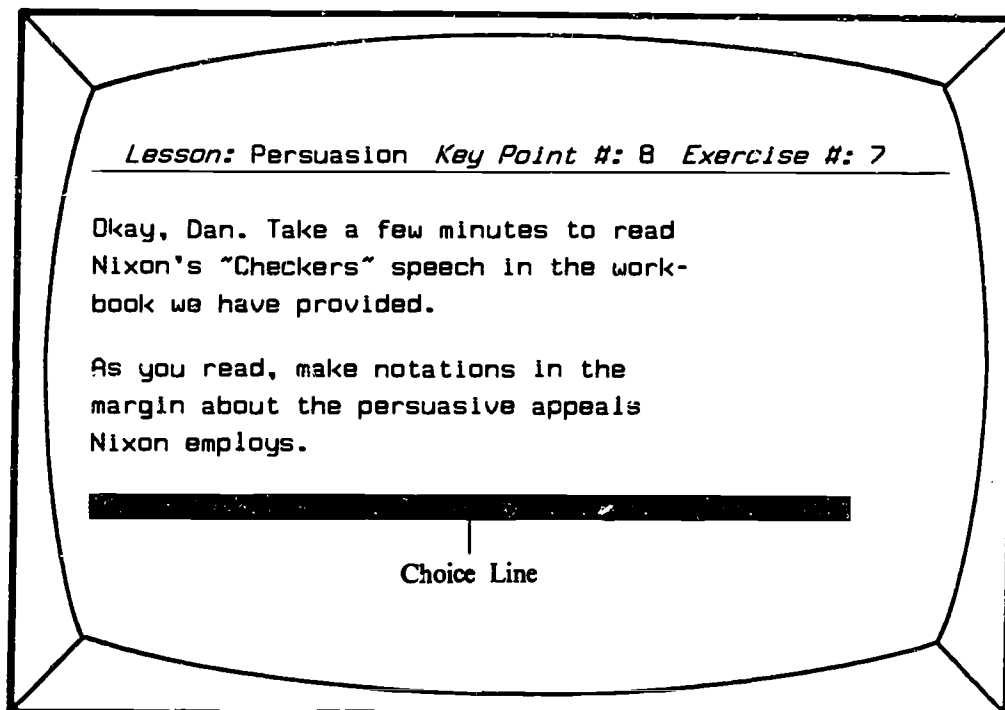 Lesson: Persuasion Key Point #: 8 Exercise #: 7
Okay, Dan. Take a few minutes to read
Nixon's "Checkers" speech in the work-
book we have provided.
As you read, make notations in the
margin about the persuasive appeals
Nixon employs.
Choice Line